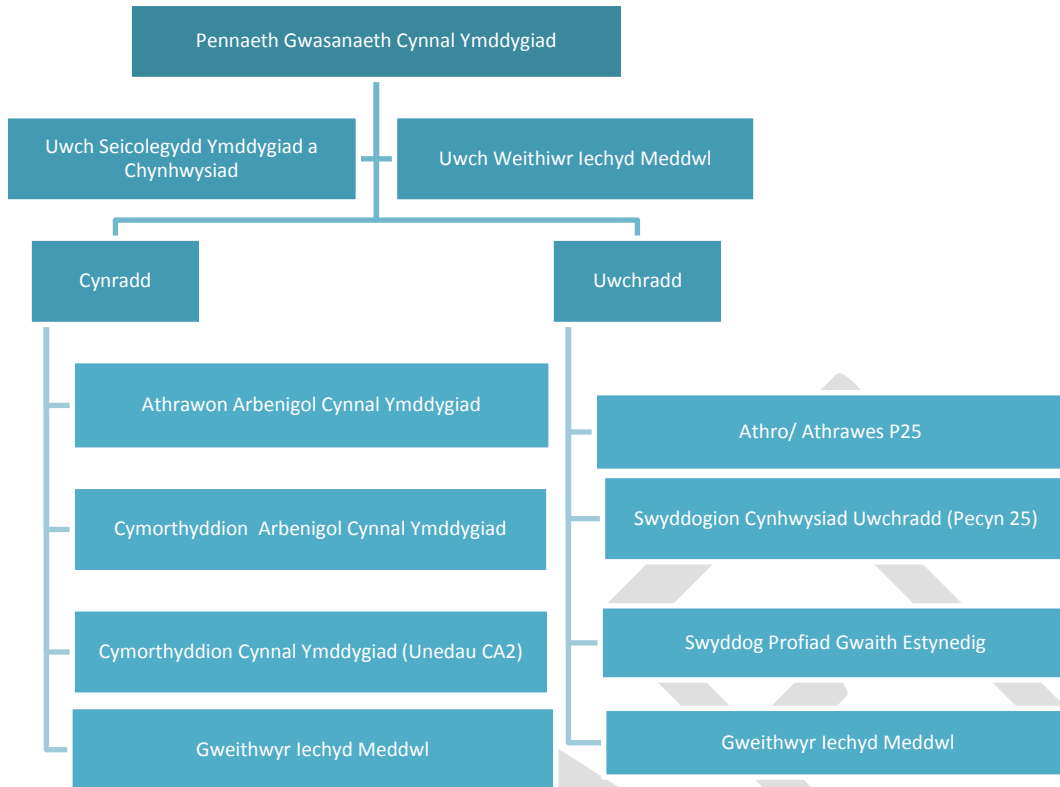 Pennaeth Gwasanaeth Cynnal Ymddygiad
Uwch Seicolegydd Ymddygiad a
Chynhwysiad
Uwch Weithiwr Iechyd Meddwl
Cynradd
Athrawon Arbenigol Cynnal Ymddygiad
Cymorthyddion Arbenigol Cynnal Ymddygiad
Cymorthyddion Cynnal Ymddygiad (Unedau CA2)
Gweithwyr Iechyd Meddwl
Uwchradd
Athro/ Athrawes P25
Swyddogion Cynhwysiad Uwchradd (Pecyn 25)
Swyddog Profiad Gwaith Estynedig
Gweithwyr Iechyd Meddwl